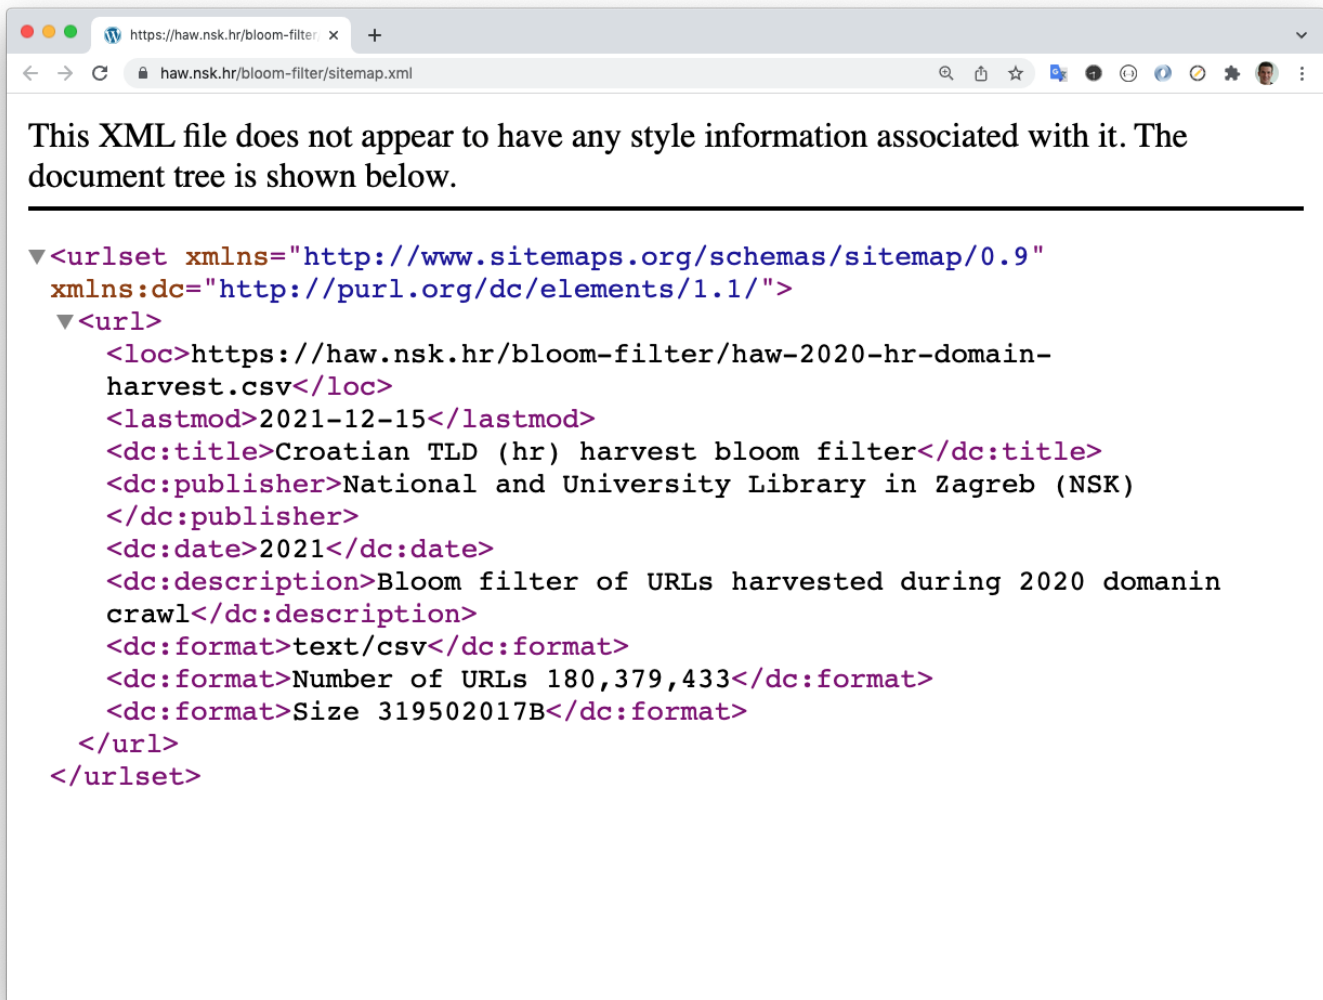 https://haw.nsk.hr/bloom-filter/
haw.nsk.hr/bloom-filter/sitemap.xml
This XML file does not appear to have any style information associated with it. The
document tree is shown below.
<urlset xmlns="http://www.sitemaps.org/schemas/sitemap/0.9"
xmlns:dc="http://purl.org/dc/elements/1.1/">
<url>
<loc>https://haw.nsk.hr/bloom-filter/haw-2020-hr-domain-
harvest.csv</loc>
<lastmod>2021-12-15</lastmod>
<dc:title>Croatian TLD (hr) harvest bloom filter</dc:title>
<dc:publisher>National and University Library in Zagreb (NSK)
</dc:publisher>
<dc:date>2021</dc:date>
<dc:description>Bloom filter of URLs harvested during 2020 domanin
crawl</dc:description>
<dc:format>text/csv</dc:format>
<dc:format>Number of URLs 180,379,433</dc:format>
<dc:format>Size 319502017B</dc:format>
</url>
</urlset>